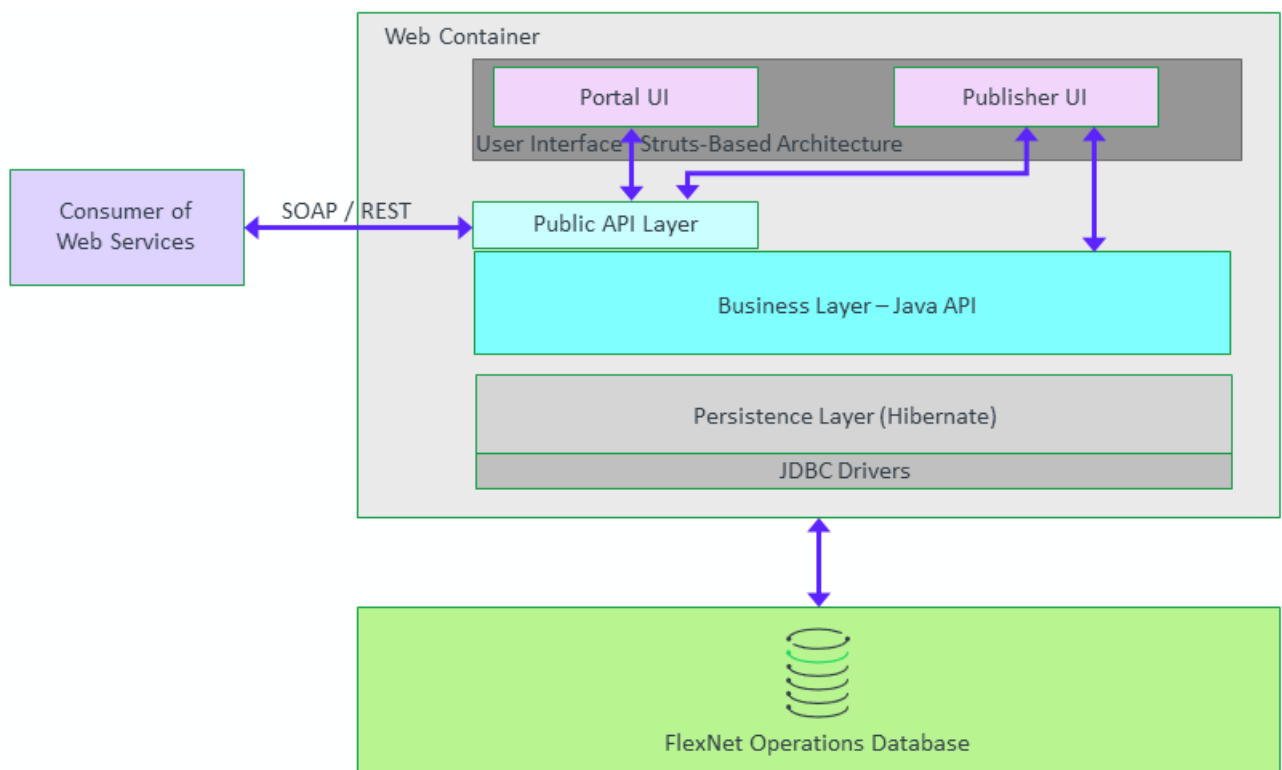 Web Container
Portal UI
Publisher UI
User Interface Struts-Based Architecture
Consumer of
Web Services
SOAP / REST
Public API Layer
Business Layer – Java API
Persistence Layer (Hibernate)
JDBC Drivers
FlexNet Operations Database